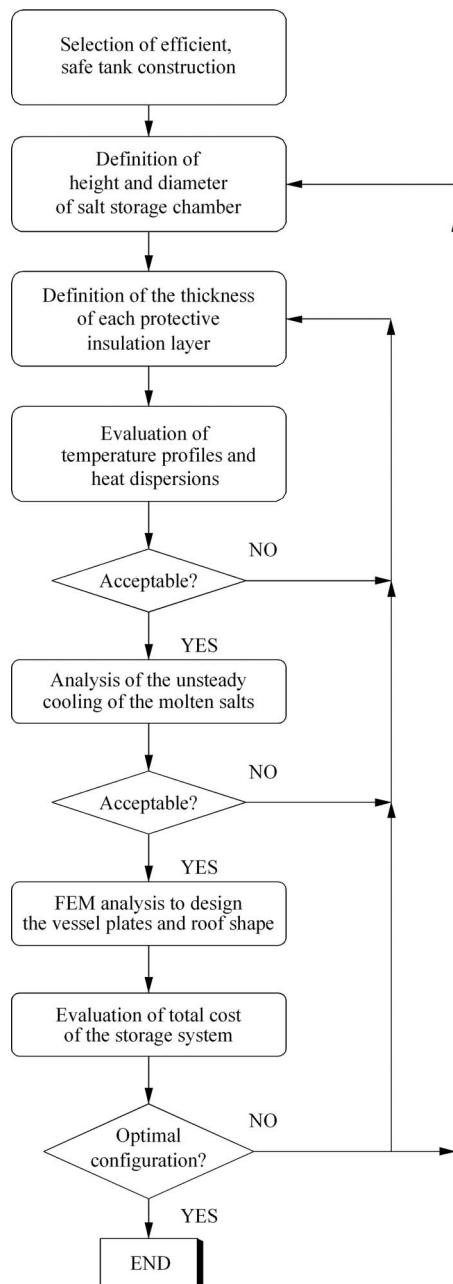 Selection of efficient,
safe tank construction
Definition of
height and diameter
of salt storage chamber
Definition of the thickness
of each protective
insulation layer
Evaluation of
temperature profiles and
heat dispersions
Acceptable?
NO
YES
Analysis of the unsteady
cooling of the molten salts
Acceptable?
NO
YES
FEM analysis to design
the vessel plates and roof shape
Evaluation of total cost
of the storage system
Optimal
configuration?
NO
YES
END